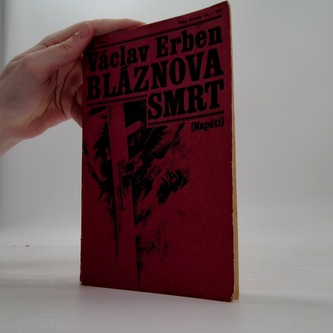 Václav Erben
BLÁZNOVA
SMRT
(Napětí)